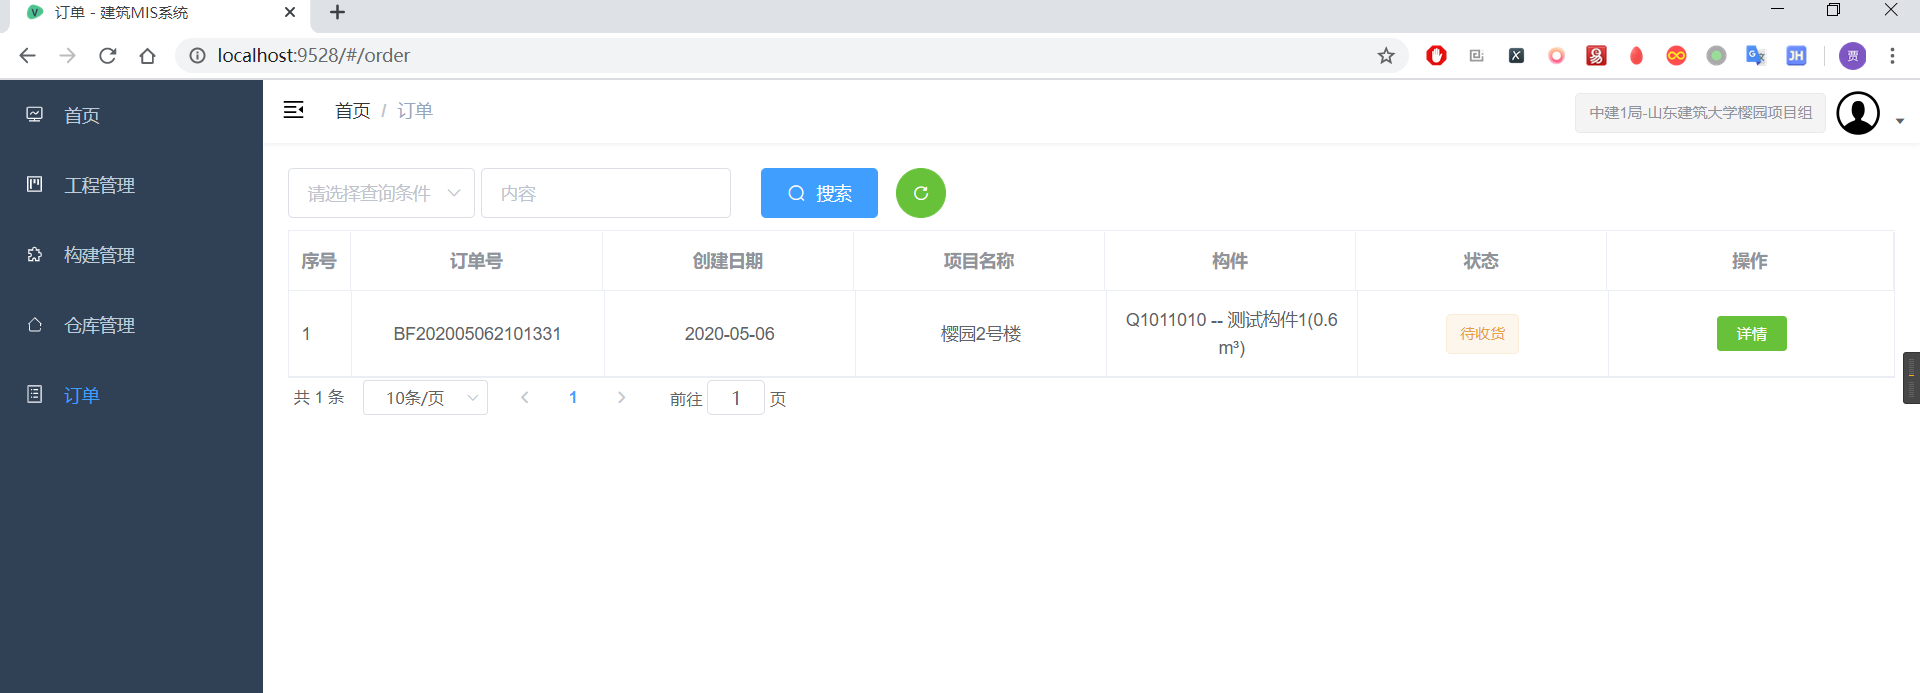 订单 - 建筑MIS系统
localhost:9528/#/order
JH
贾
首页
工程管理
构建管理
仓库管理
订单
首页 / 订单
中建1局-山东建筑大学樱园项目组
请选择查询条件
内容
搜索
序号 订单号 创建日期 项目名称 构件 状态 操作
1 BF202005062101331 2020-05-06 樱园2号楼 Q1011010 -- 测试构件1(0.6
m³) 待收货 详情
共 1 条 10条/页 1 前往 1 页